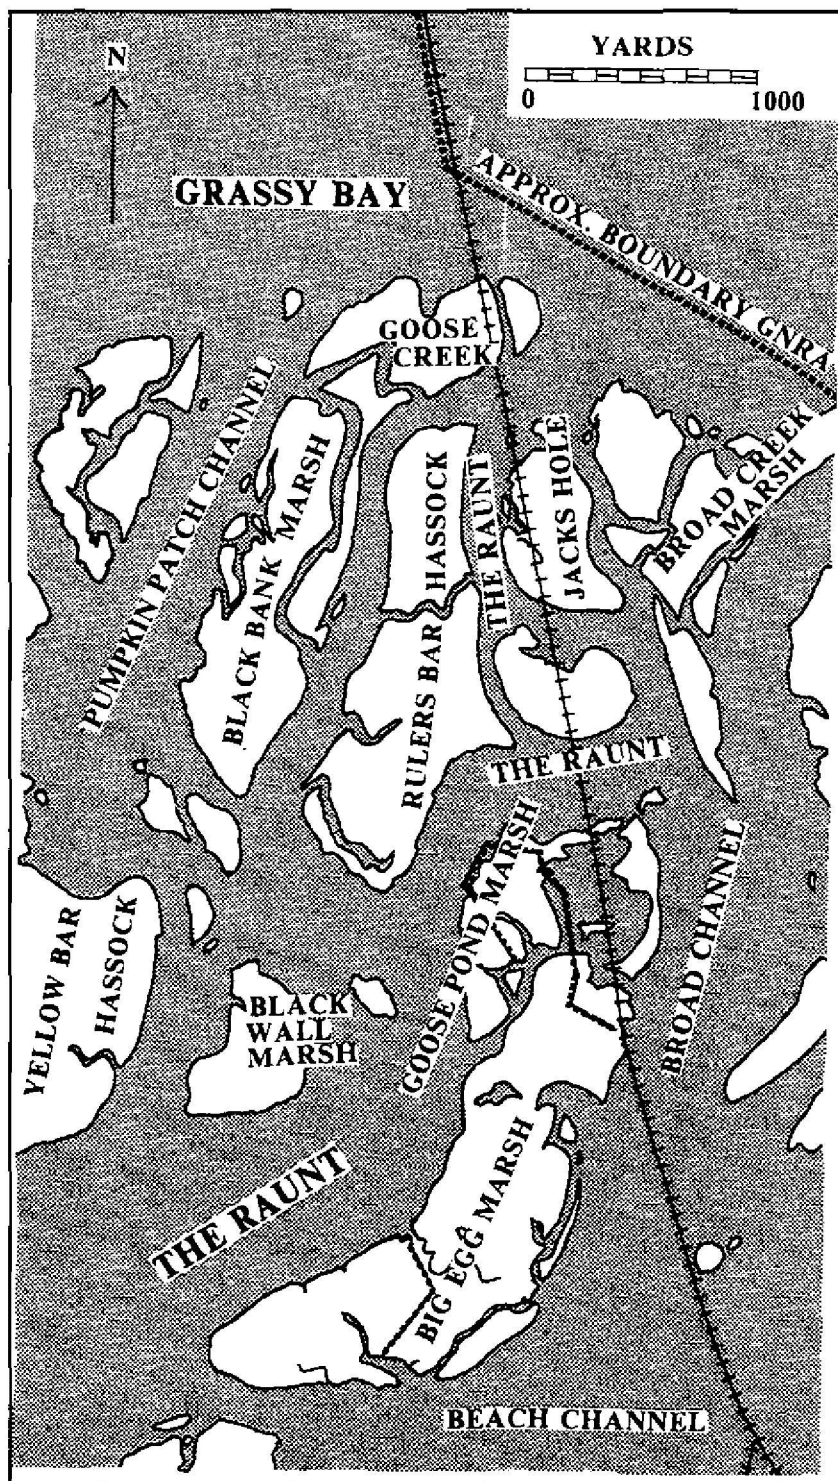 YARDS
0 1000
N
GRASSY BAY
APPROX. BOUNDARY GNRA
GOOSE
CREEK
PUMPKIN PATCH CHANNEL
BLACK BANK MARSH
RULERS BAR HASSOCK
THE RAUNT
JACKS HOLE
BROAD CREEK
MARSH
THE RAUNT
GOOSE POND MARSH
BROAD CHANNEL
YELLOW BAR
HASSOCK
BLACK
WALL
MARSH
THE RAUNT
BIG EGG MARSH
BEACH CHANNEL